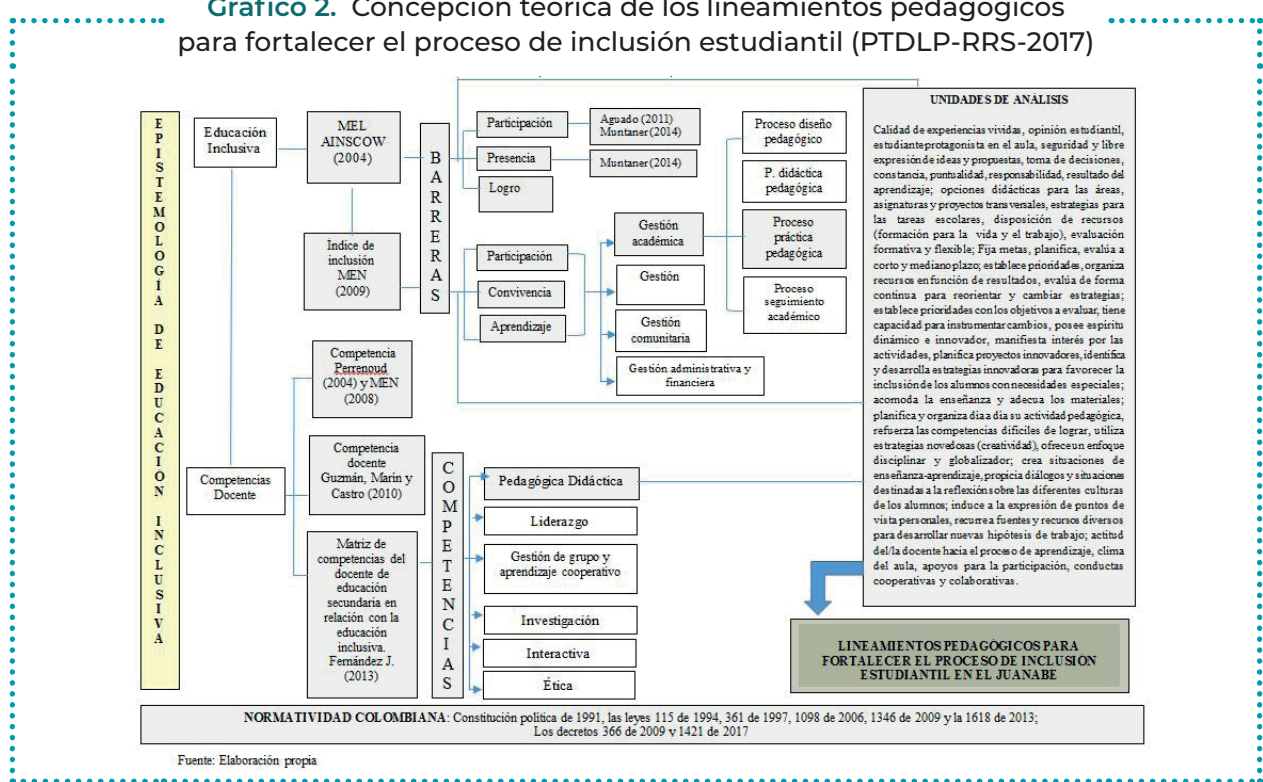 Gráfico 2. Concepción teórica de los lineamientos pedagógicos
para fortalecer el proceso de inclusión estudiantil (PTDLP-RRS-2017)
EPISTEMOLOGÍA DE EDUCACIÓN INCLUSIVA
Educación
Inclusiva
MEL
AINSCOW
(2004)
Indice de
inclusión
MEN
(2009)
BARRERAS
Participación
Aguado (2011)
Muntaner (2014)
Presencia
Muntaner (2014)
Logro
Participación
Convivencia
Aprendizaje
Gestión
académica
Gestión
Gestión
comunitaria
Gestión administrativa y
financiera
Proceso diseño
pedagógico
P. didáctica
pedagógica
Proceso
práctica
pedagógica
Proceso
seguimiento
académico
Competencias
Docente
Competencia
Perrenoud
(2004) y MEN
(2008)
Competencia
docente
Guzmán, Marin y
Castro (2010)
Matriz de
competencias del
docente de
educación
secundaria en
relación con la
educación
inclusiva.
Fernández J.
(2013)
COMPETENCIAS
Pedagógica Didáctica
Liderazgo
Gestión de grupo y
aprendizaje cooperativo
Investigación
Interactiva
Ética
UNIDADES DE ANÁLISIS
Calidad de experiencias vividas, opinión estudiantil,
estudiante protagonista en el aula, seguridad y libre
expresión de ideas y propuestas, toma de decisiones,
constancia, puntualidad, responsabilidad, resultado del
aprendizaje; opciones didácticas para las áreas,
asignaturas y proyectos transversales, estrategias para
las tareas escolares, disposición de recursos
(formación para la vida y el trabajo), evaluación
formativa y flexible; Fija metas, planifica, evalúa a
corto y mediano plazo; establece prioridades, organiza
recursos en función de resultados, evalúa de forma
continua para reorientar y cambiar estrategias;
establece prioridades con los objetivos a evaluar, tiene
capacidad para instrumentar cambios, posee espiritu
dinámico e innovador, manifiesta interés por las
actividades, planifica proyectos innovadores, identifica
y desarrolla estrategias innovadoras para favorecer la
inclusión de los alumnos con necesidades especiales;
acomoda la enseñanza y adecua los materiales;
planifica y organiza dia a dia su actividad pedagógica,
refuerza las competencias difíciles de lograr, utiliza
estrategias novedosas (creatividad), ofrece un enfoque
disciplinar y globalizador; crea situaciones de
enseñanza-aprendizaje, propicia diálogos y situaciones
destinadas a la reflexión sobre las diferentes culturas
de los alumnos; induce a la expresión de puntos de
vista personales, recurre a fuentes y recursos diversos
para desarrollar nuevas hipótesis de trabajo; actitud
del/la docente hacia el proceso de aprendizaje, clima
del aula, apoyos para la participación, conductas
cooperativas y colaborativas.
LINEAMIENTOS PEDAGÓGICOS PARA
FORTALECER EL PROCESO DE INCLUSIÓN
ESTUDIANTIL EN EL JUANABE
NORMATIVIDAD COLOMBIANA: Constitución política de 1991, las leyes 115 de 1994, 361 de 1997, 1098 de 2006, 1346 de 2009 y la 1618 de 2013;
Los decretos 366 de 2009 y 1421 de 2017
Fuente: Elaboración propia